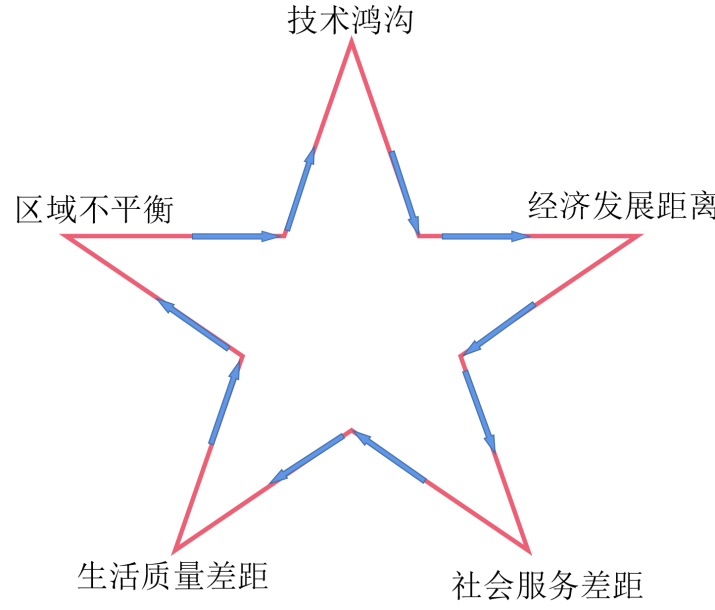 技术鸿沟
区域不平衡
经济发展距离
生活质量差距
社会服务差距